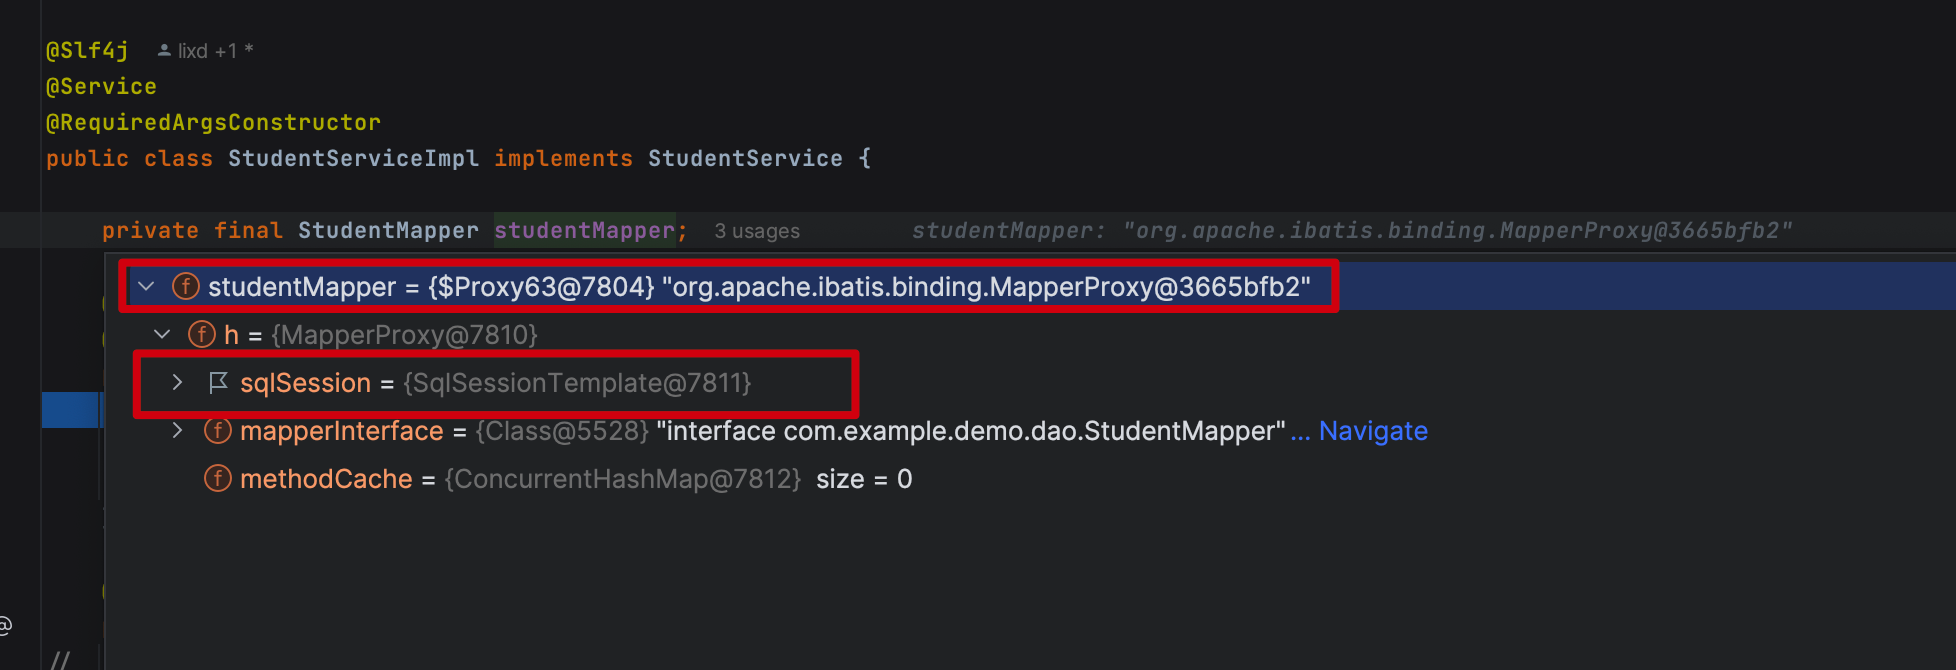 @Slf4j lixd +1 *
@Service
@RequiredArgsConstructor
public class StudentServiceImpl implements StudentService {
private final StudentMapper studentMapper; 3 usages studentMapper: "org.apache.ibatis.binding.MapperProxy@3665bfb2"
f studentMapper = {$Proxy63@7804} "org.apache.ibatis.binding.MapperProxy@3665bfb2"
f h = {MapperProxy@7810}
sqlSession = {SqlSessionTemplate@7811}
f mapperInterface = {Class@5528} "interface com.example.demo.dao.StudentMapper" ... Navigate
f methodCache = {ConcurrentHashMap@7812} size = 0
@
//